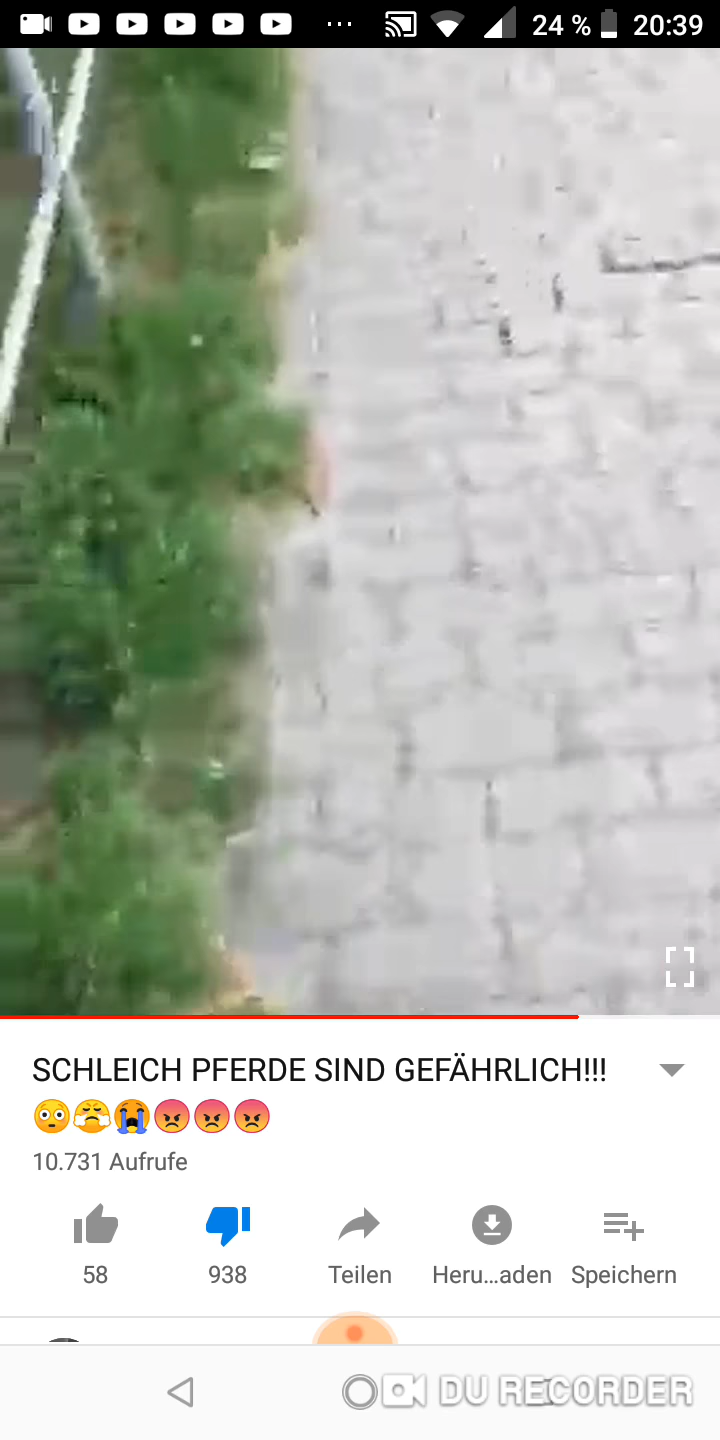 24 % 20:39
SCHLEICH PFERDE SIND GEFÄHRLICH!!!
😳😤😭😡😡😡
10.731 Aufrufe
58 938 Teilen Heru...aden Speichern
DU RECORDER